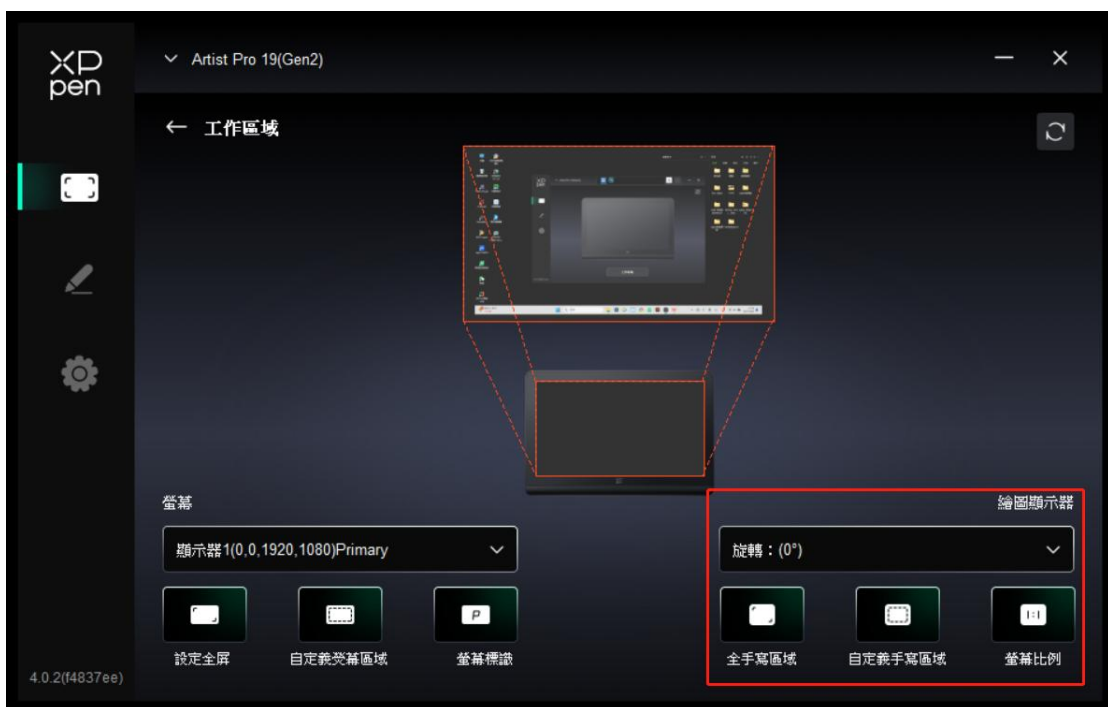 XP
pen
Artist Pro 19(Gen2)
工作區域
螢幕
繪圖顯示器
顯示器1(0,0,1920,1080)Primary
旋轉：(0°)
P
1:1
設定全屏
自定義熒幕區域
螢幕標識
全手寫區域
自定義手寫區域
螢幕比例
4.0.2(f4837ee)